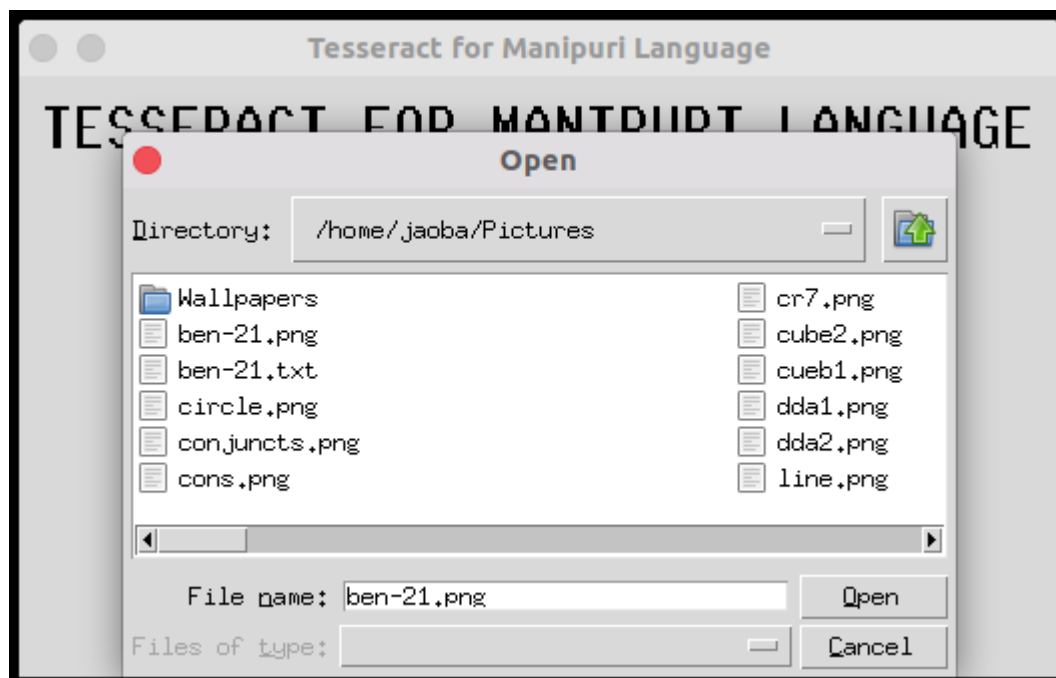 Tesseract for Manipuri Language
TESSERACT FOR MANIPURI LANGUAGE
Open
Directory: /home/jaoba/Pictures
Wallpapers
ben-21.png
ben-21.txt
circle.png
conjuncts.png
cons.png
cr7.png
cube2.png
cueb1.png
dda1.png
dda2.png
line.png
File name: ben-21.png Open
Files of type: Cancel